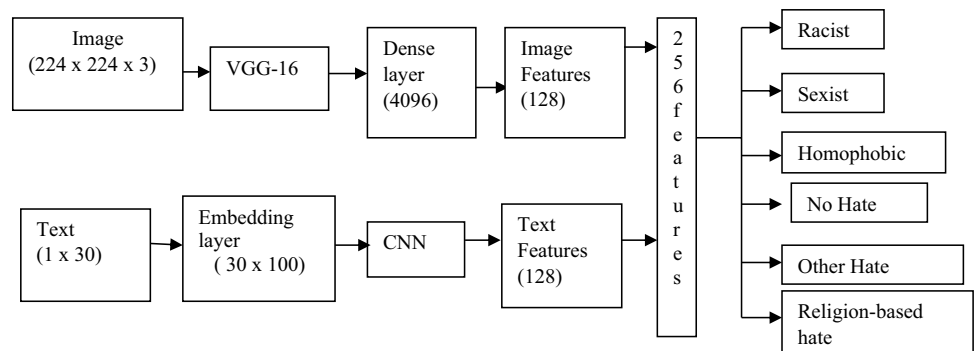 Image
(224 x 224 x 3)
VGG-16
Dense
layer
(4096)
Image
Features
(128)
Text
(1 x 30)
Embedding
layer
( 30 x 100)
CNN
Text
Features
(128)
2
5
6
f
e
a
t
u
r
e
s
Racist
Sexist
Homophobic
No Hate
Other Hate
Religion-based
hate